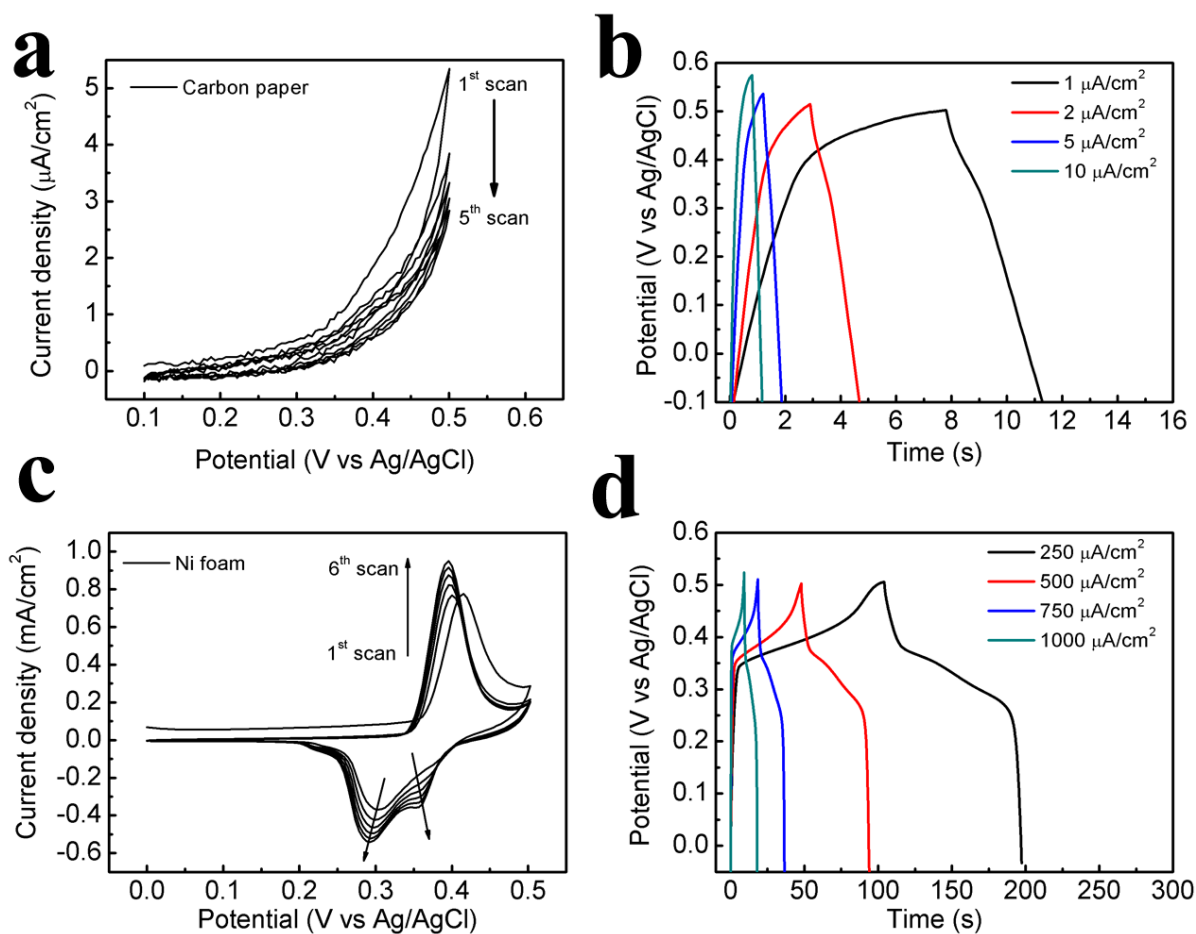 a
Current density (μA/cm²)
5
4
3
2
1
0
Carbon paper
1st scan
5th scan
0.1 0.2 0.3 0.4 0.5 0.6
Potential (V vs Ag/AgCl)
b
Potential (V vs Ag/AgCl)
0.6
0.5
0.4
0.3
0.2
0.1
0.0
-0.1
1 μA/cm²
2 μA/cm²
5 μA/cm²
10 μA/cm²
0 2 4 6 8 10 12 14 16
Time (s)
c
Current density (mA/cm²)
1.0
0.8
0.6
0.4
0.2
0.0
-0.2
-0.4
-0.6
Ni foam
6th scan
1st scan
0.0 0.1 0.2 0.3 0.4 0.5
Potential (V vs Ag/AgCl)
d
Potential (V vs Ag/AgCl)
0.6
0.5
0.4
0.3
0.2
0.1
0.0
250 μA/cm²
500 μA/cm²
750 μA/cm²
1000 μA/cm²
0 50 100 150 200 250 300
Time (s)